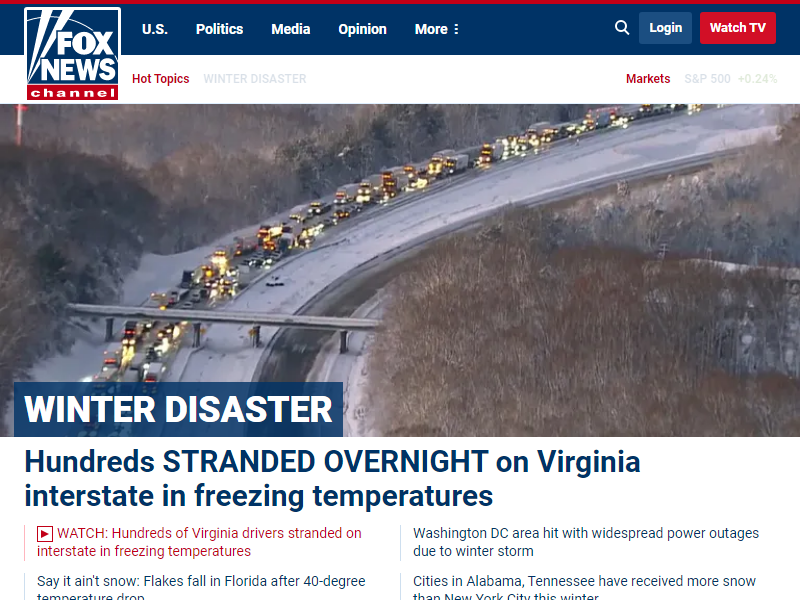 FOX
NEWS
channel
U.S. Politics Media Opinion More Login Watch TV
Hot Topics WINTER DISASTER Markets S&P 500 +0.24%
WINTER DISASTER
Hundreds STRANDED OVERNIGHT on Virginia
interstate in freezing temperatures
WATCH: Hundreds of Virginia drivers stranded on
interstate in freezing temperatures
Washington DC area hit with widespread power outages
due to winter storm
Say it ain't snow: Flakes fall in Florida after 40-degree
temperature drop
Cities in Alabama, Tennessee have received more snow
than New York City this winter